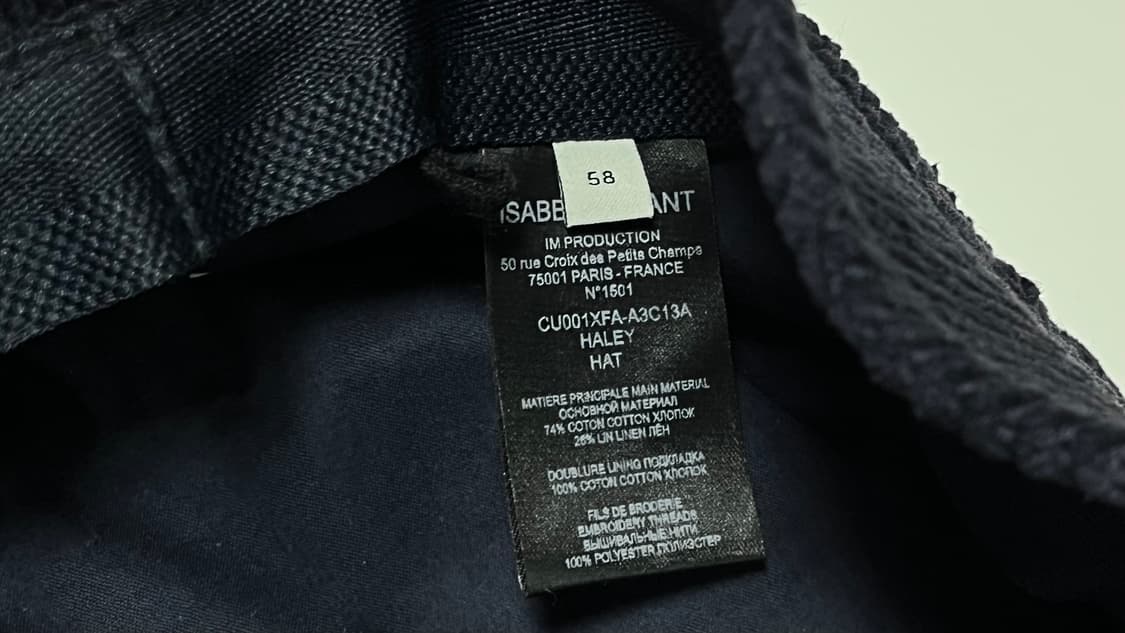 58
ISABE ANT
IM PRODUCTION
50 rue Croix des Petits Champs
75001 PARIS - FRANCE
N°1501
CU001XFA-A3C13A
HALEY
HAT
MATIERE PRINCIPALE MAIN MATERIAL
ОСНОВНОЙ МАТЕРИАЛ
74% COTON COTTON ХЛОПОК
26% LIN LINEN ЛЁН
DOUBLURE LINING ПОДКЛАДКА
100% COTON COTTON ХЛОПОК
FILS DE BRODERIE
EMBROIDERY THREADS
ВЫШИВАЛЬНЫЕ НИТИ
100% POLYESTER ПОЛИЭСТЕР